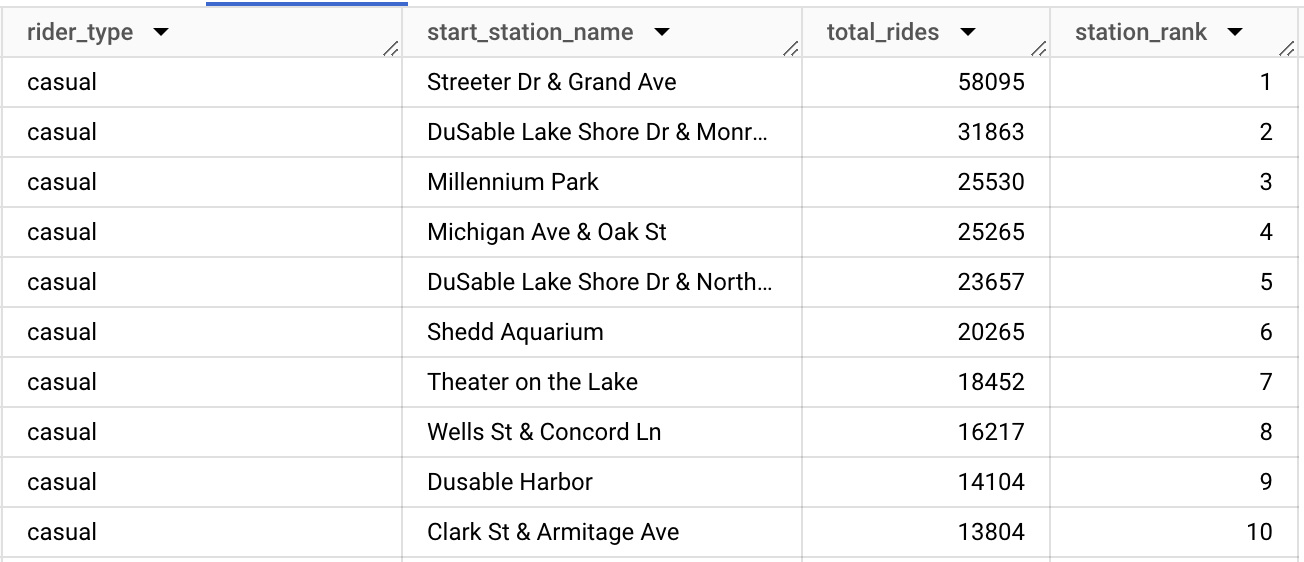 rider_type start_station_name total_rides station_rank
casual Streeter Dr & Grand Ave 58095 1
casual DuSable Lake Shore Dr & Monr... 31863 2
casual Millennium Park 25530 3
casual Michigan Ave & Oak St 25265 4
casual DuSable Lake Shore Dr & North... 23657 5
casual Shedd Aquarium 20265 6
casual Theater on the Lake 18452 7
casual Wells St & Concord Ln 16217 8
casual Dusable Harbor 14104 9
casual Clark St & Armitage Ave 13804 10